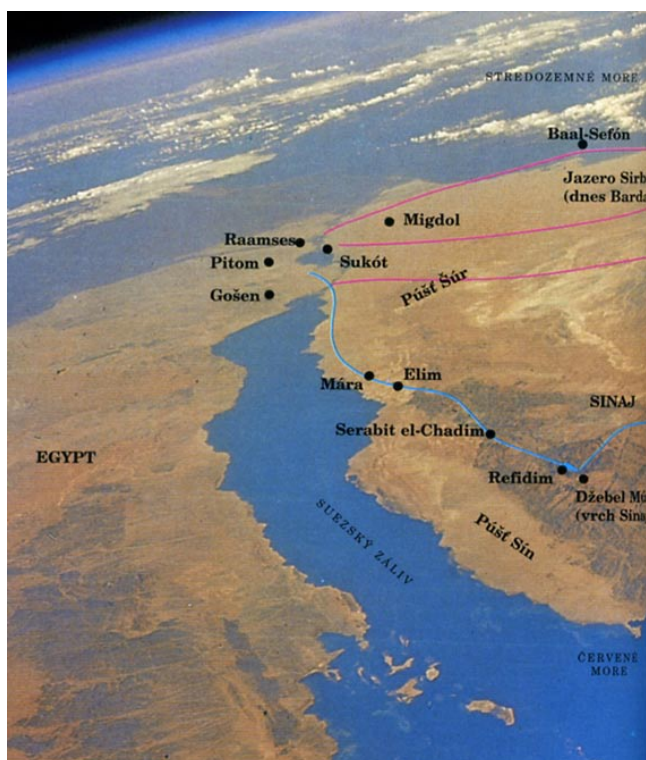 STREDOZEMNÉ MORE
Baal-Sefón
Jazero Sirb
(dnes Barda
Migdol
Raamses
Sukót
Pitom
Púšť Šúr
Gošen
Mára
Elim
SINAJ
Serabit el-Chadim
EGYPT
Refidim
Džebel Mú
(vrch Sinaj
Púšť Sín
SUEZSKÝ ZÁLIV
ČERVENÉ
MORE